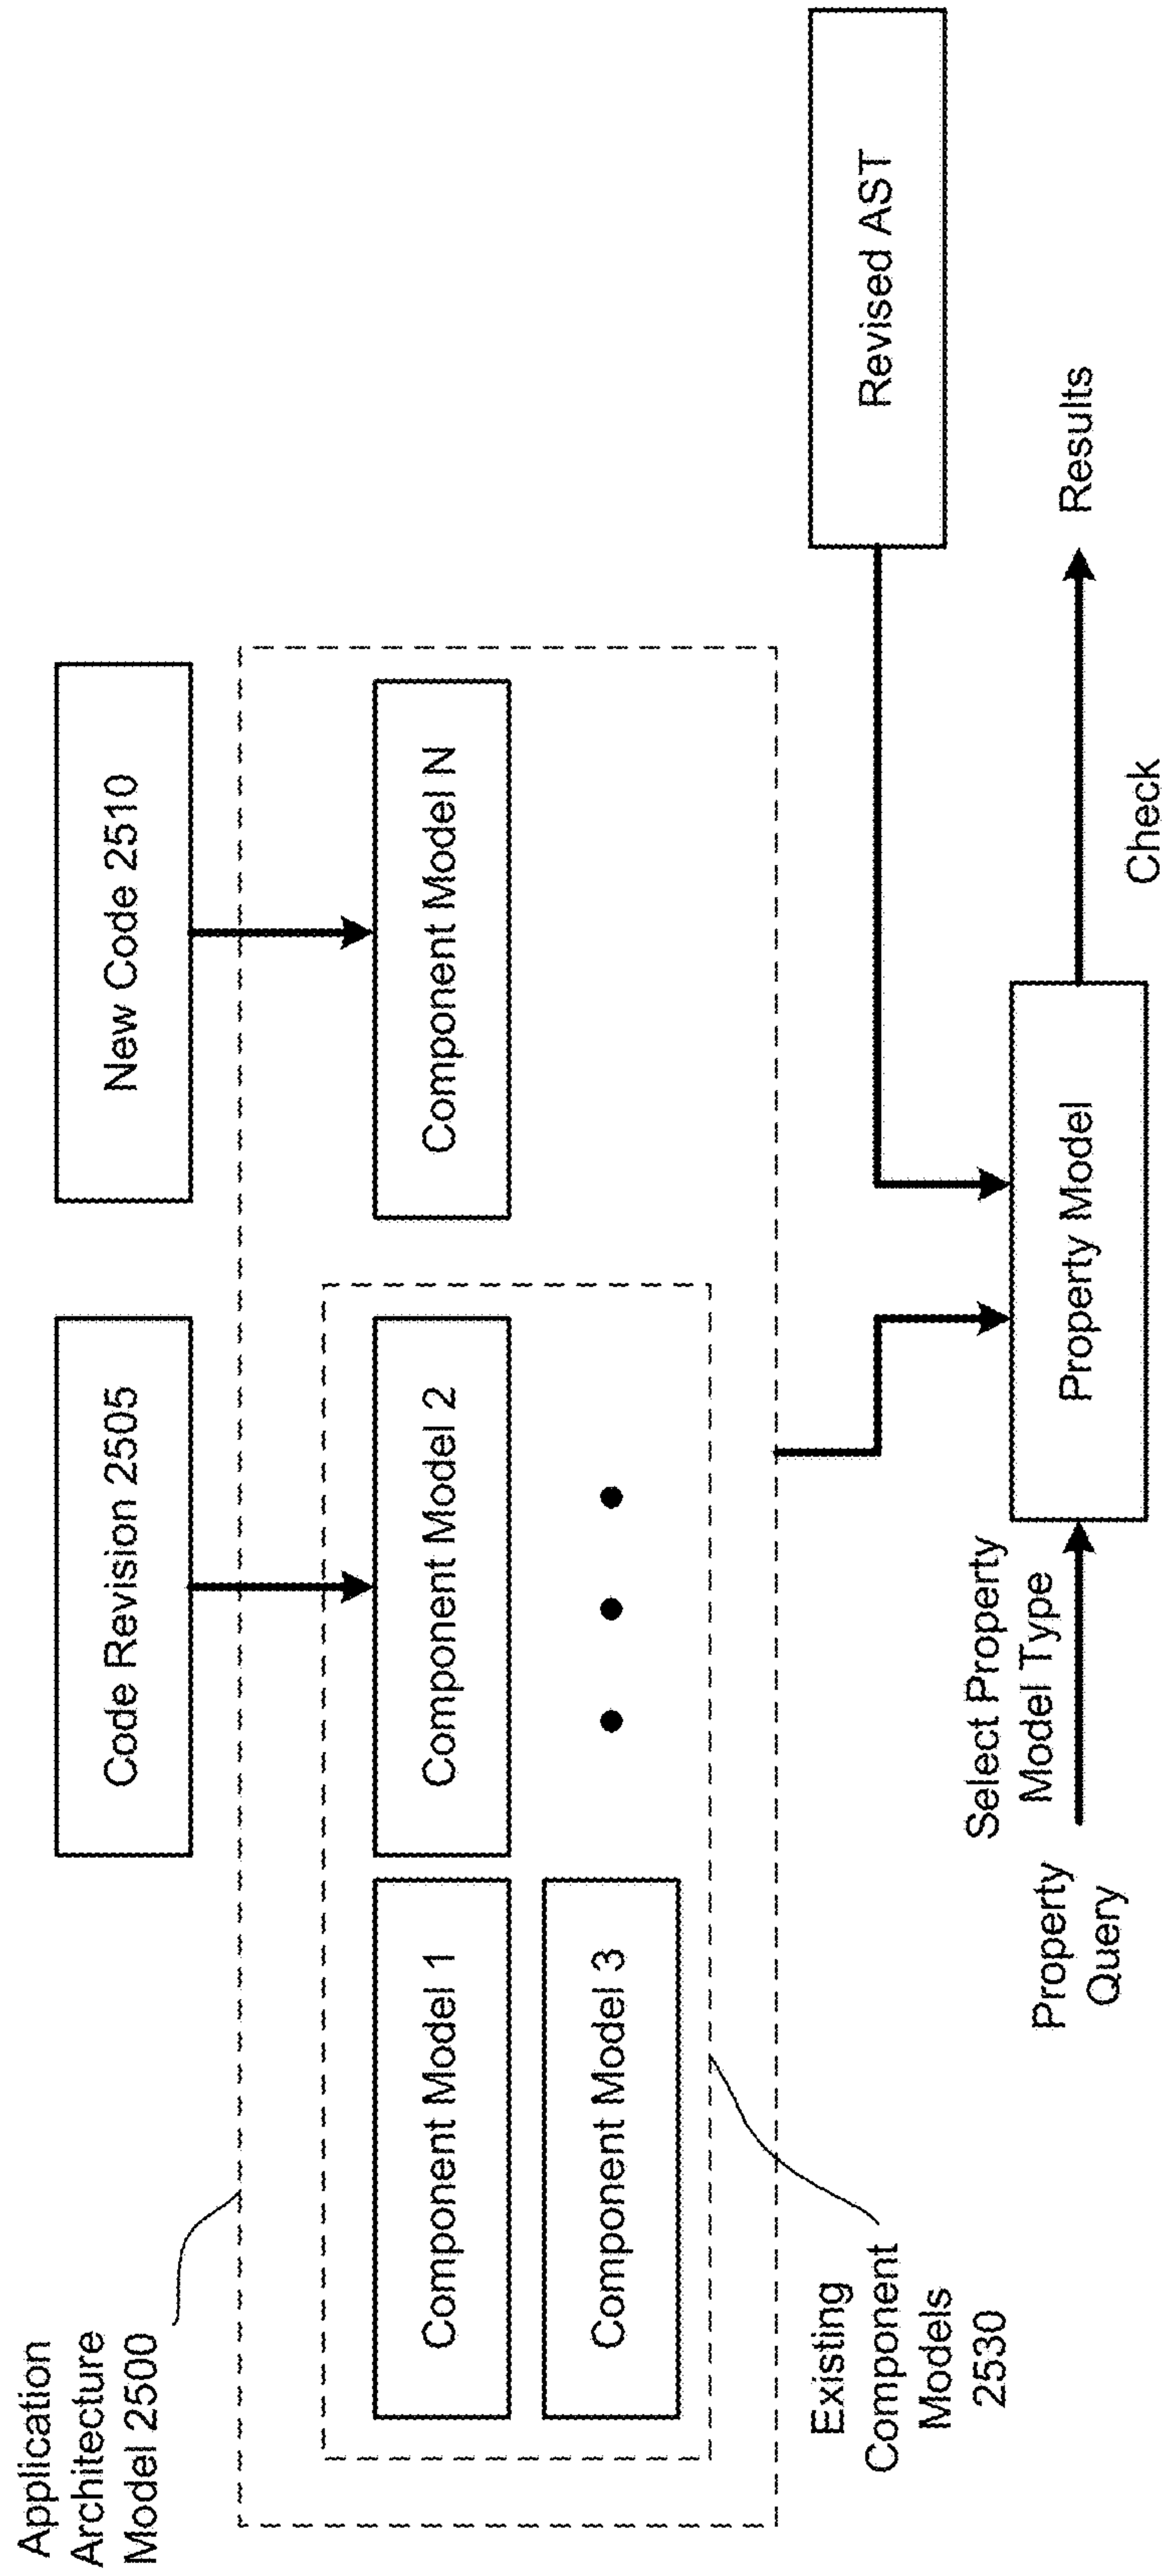 Application
Architecture
Model 2500
Code Revision 2505
New Code 2510
Component Model 1
Component Model 2
Component Model N
Component Model 3
Existing
Component
Models
2530
Revised AST
Property
Query
Select Property
Model Type
Property Model
Check
Results